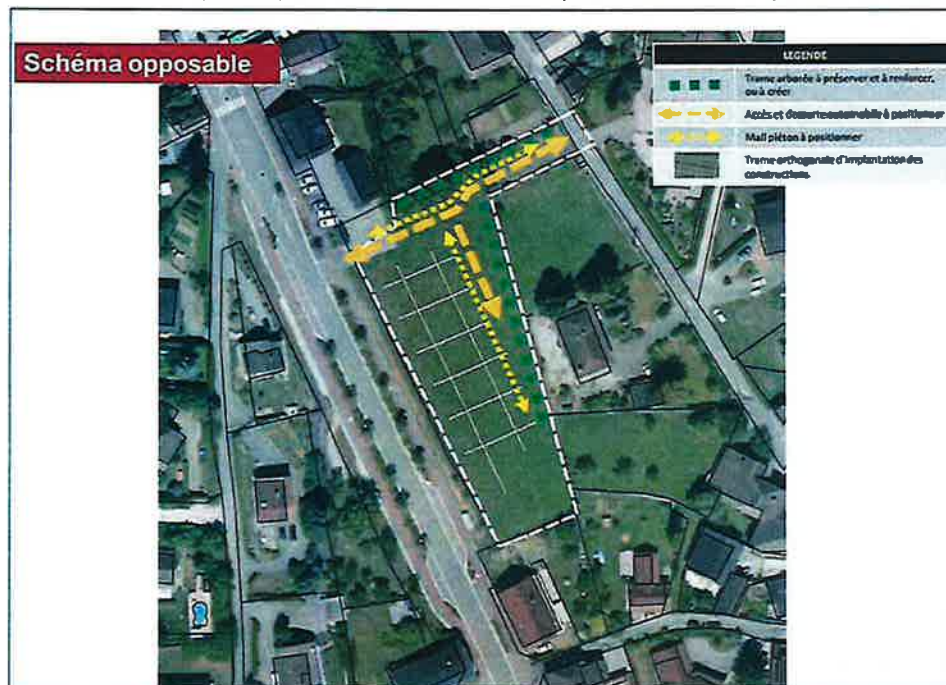 Schéma opposable
LEGENDE
Trame arborée à préserver et à renforcer,
ou à créer
Accès et desserte automobile à positionner
Mail piéton à positionner
Trame orthogonale d'implantation des
constructions